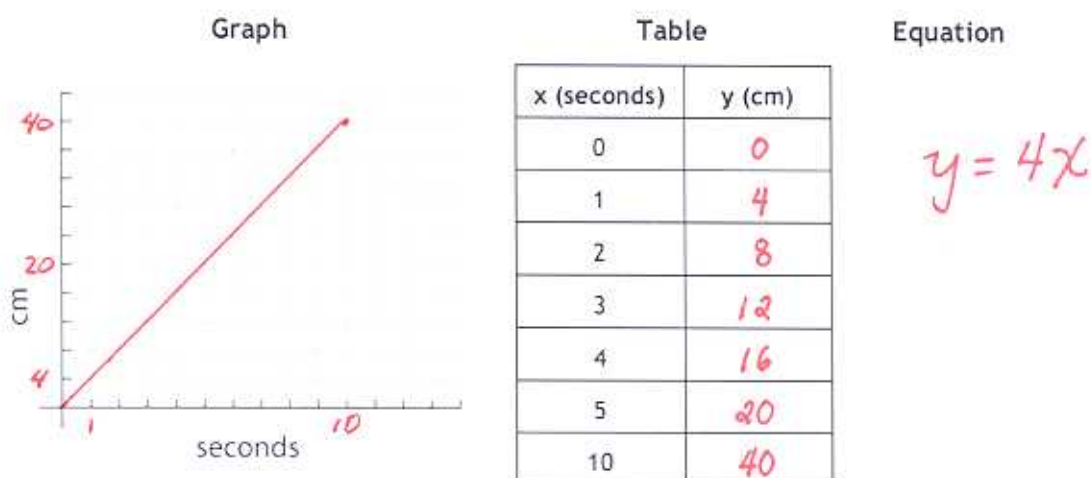 Graph
40
20
4
cm
1
10
seconds
Table
x (seconds) y (cm)
0 0
1 4
2 8
3 12
4 16
5 20
10 40
Equation
y = 4x